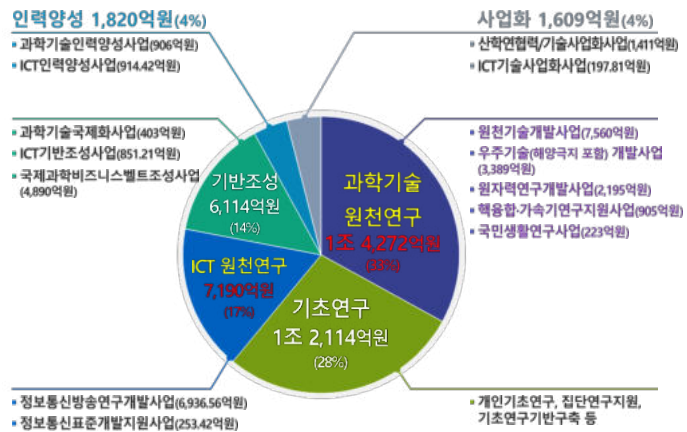 인력양성 1,820억원(4%)
▪ 과학기술인력양성사업(906억원)
▪ ICT인력양성사업(914.42억원)
사업화 1,609억원(4%)
▪ 산학연협력/기술사업화사업(1,411억원)
▪ ICT기술사업화사업(197.81억원)
▪ 과학기술국제화사업(403억원)
▪ ICT기반조성사업(851.21억원)
▪ 국제과학비즈니스벨트조성사업
(4,890억원)
기반조성
6,114억원
(14%)
과학기술
원천연구
1조 4,272억원
(33%)
▪ 원천기술개발사업(7,560억원)
▪ 우주기술(해양극지 포함) 개발사업
(3,389억원)
▪ 원자력연구개발사업(2,195억원)
▪ 핵융합·가속기연구지원사업(905억원)
▪ 국민생활연구사업(223억원)
ICT 원천연구
7,190억원
(17%)
기초연구
1조 2,114억원
(28%)
▪ 정보통신방송연구개발사업(6,936.56억원)
▪ 정보통신표준개발지원사업(253.42억원)
▪ 개인기초연구, 집단연구지원,
기초연구기반구축 등